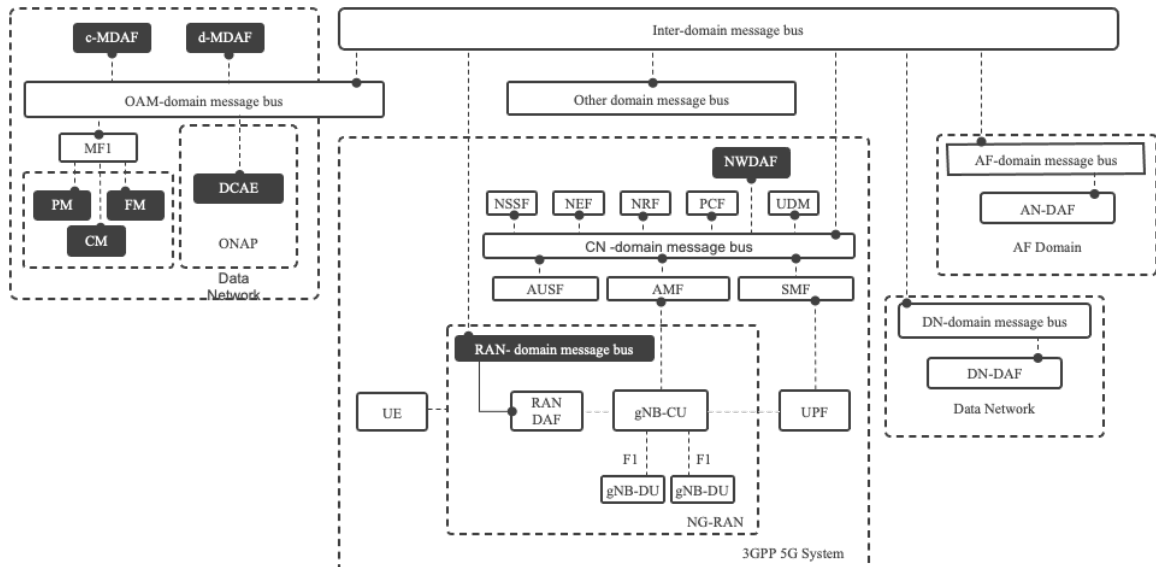 c-MDAF
d-MDAF
Inter-domain message bus
OAM-domain message bus
Other domain message bus
MF1
PM
FM
CM
DCAE
ONAP
Data
Network
NWDAF
NSSF
NEF
NRF
PCF
UDM
CN -domain message bus
AUSF
AMF
SMF
AF-domain message bus
AN-DAF
AF Domain
DN-domain message bus
DN-DAF
Data Network
RAN- domain message bus
UE
RAN
DAF
gNB-CU
UPF
F1
F1
gNB-DU
gNB-DU
NG-RAN
3GPP 5G System